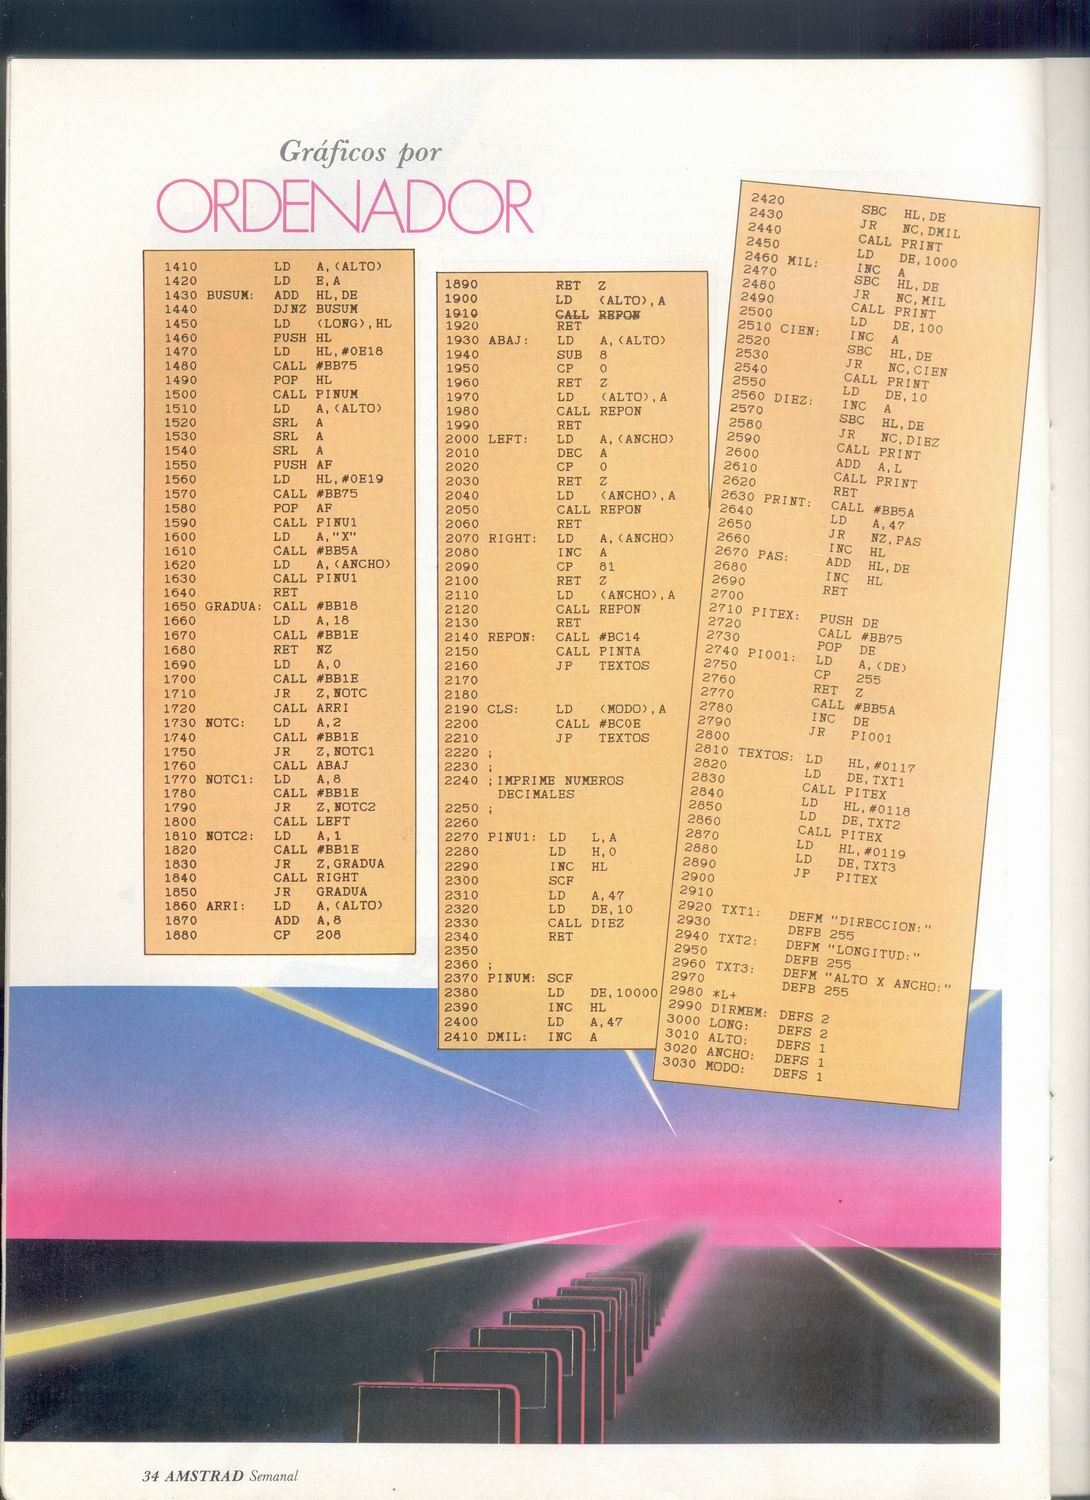 Gráficos por
ORDENADOR
1410 LD A,(ALTO)
1420 LD E,A
1430 BUSUM: ADD HL,DE
1440 DJNZ BUSUM
1450 LD (LONG),HL
1460 PUSH HL
1470 LD HL,#0E18
1480 CALL #BB75
1490 POP HL
1500 CALL PINUM
1510 LD A,(ALTO)
1520 SRL A
1530 SRL A
1540 SRL A
1550 PUSH AF
1560 LD HL,#0E19
1570 CALL #BB75
1580 POP AF
1590 CALL PINU1
1600 LD A,"X"
1610 CALL #BB5A
1620 LD A,(ANCHO)
1630 CALL PINU1
1640 RET
1650 GRADUA: CALL #BB18
1660 LD A,18
1670 CALL #BB1E
1680 RET NZ
1690 LD A,0
1700 CALL #BB1E
1710 JR Z,NOTC
1720 CALL ARRI
1730 NOTC: LD A,2
1740 CALL #BB1E
1750 JR Z,NOTC1
1760 CALL ABAJ
1770 NOTC1: LD A,8
1780 CALL #BB1E
1790 JR Z,NOTC2
1800 CALL LEFT
1810 NOTC2: LD A,1
1820 CALL #BB1E
1830 JR Z,GRADUA
1840 CALL RIGHT
1850 JR GRADUA
1860 ARRI: LD A,(ALTO)
1870 ADD A,8
1880 CP 208
1890 RET Z
1900 LD (ALTO),A
1910 CALL REPON
1920 RET
1930 ABAJ: LD A,(ALTO)
1940 SUB 8
1950 CP 0
1960 RET Z
1970 LD (ALTO),A
1980 CALL REPON
1990 RET
2000 LEFT: LD A,(ANCHO)
2010 DEC A
2020 CP 0
2030 RET Z
2040 LD (ANCHO),A
2050 CALL REPON
2060 RET
2070 RIGHT: LD A,(ANCHO)
2080 INC A
2090 CP 81
2100 RET Z
2110 LD (ANCHO),A
2120 CALL REPON
2130 RET
2140 REPON: CALL #BC14
2150 CALL PINTA
2160 JP TEXTOS
2170
2180
2190 CLS: LD (MODO),A
2200 CALL #BC0E
2210 JP TEXTOS
2220 ;
2230 ;
2240 ;IMPRIME NUMEROS
DECIMALES
2250 ;
2260
2270 PINU1: LD L,A
2280 LD H,0
2290 INC HL
2300 SCF
2310 LD A,47
2320 LD DE,10
2330 CALL DIEZ
2340 RET
2350
2360 ;
2370 PINUM: SCF
2380 LD DE,10000
2390 INC HL
2400 LD A,47
2410 DMIL: INC A
2420
2430 SBC HL,DE
2440 JR NC,DMIL
2450 CALL PRINT
2460 MIL: LD DE,1000
2470 INC A
2480 SBC HL,DE
2490 JR NC,MIL
2500 CALL PRINT
2510 CIEN: LD DE,100
2520 INC A
2530 SBC HL,DE
2540 JR NC,CIEN
2550 CALL PRINT
2560 DIEZ: LD DE,10
2570 INC A
2580 SBC HL,DE
2590 JR NC,DIEZ
2600 CALL PRINT
2610 ADD A,L
2620 CALL PRINT
2630 PRINT: RET
2640 CALL #BB5A
2650 LD A,47
2660 JR NZ,PAS
2670 PAS: INC HL
2680 ADD HL,DE
2690 INC HL
2700 RET
2710 PITEX: PUSH DE
2720 CALL #BB75
2730 POP DE
2740 PI001: LD A,(DE)
2750 CP 255
2760 RET Z
2770 CALL #BB5A
2780 INC DE
2790 JR PI001
2800
2810 TEXTOS: LD HL,#0117
2820 LD DE,TXT1
2830 CALL PITEX
2840 LD HL,#0118
2850 LD DE,TXT2
2860 CALL PITEX
2870 LD HL,#0119
2880 LD DE,TXT3
2890 JP PITEX
2900
2910
2920 TXT1: DEFM "DIRECCION:"
2930 DEFB 255
2940 TXT2: DEFM "LONGITUD:"
2950 DEFB 255
2960 TXT3: DEFM "ALTO X ANCHO:"
2970 DEFB 255
2980 *L+
2990 DIRMEM: DEFS 2
3000 LONG: DEFS 2
3010 ALTO: DEFS 1
3020 ANCHO: DEFS 1
3030 MODO: DEFS 1
34 AMSTRAD Semanal